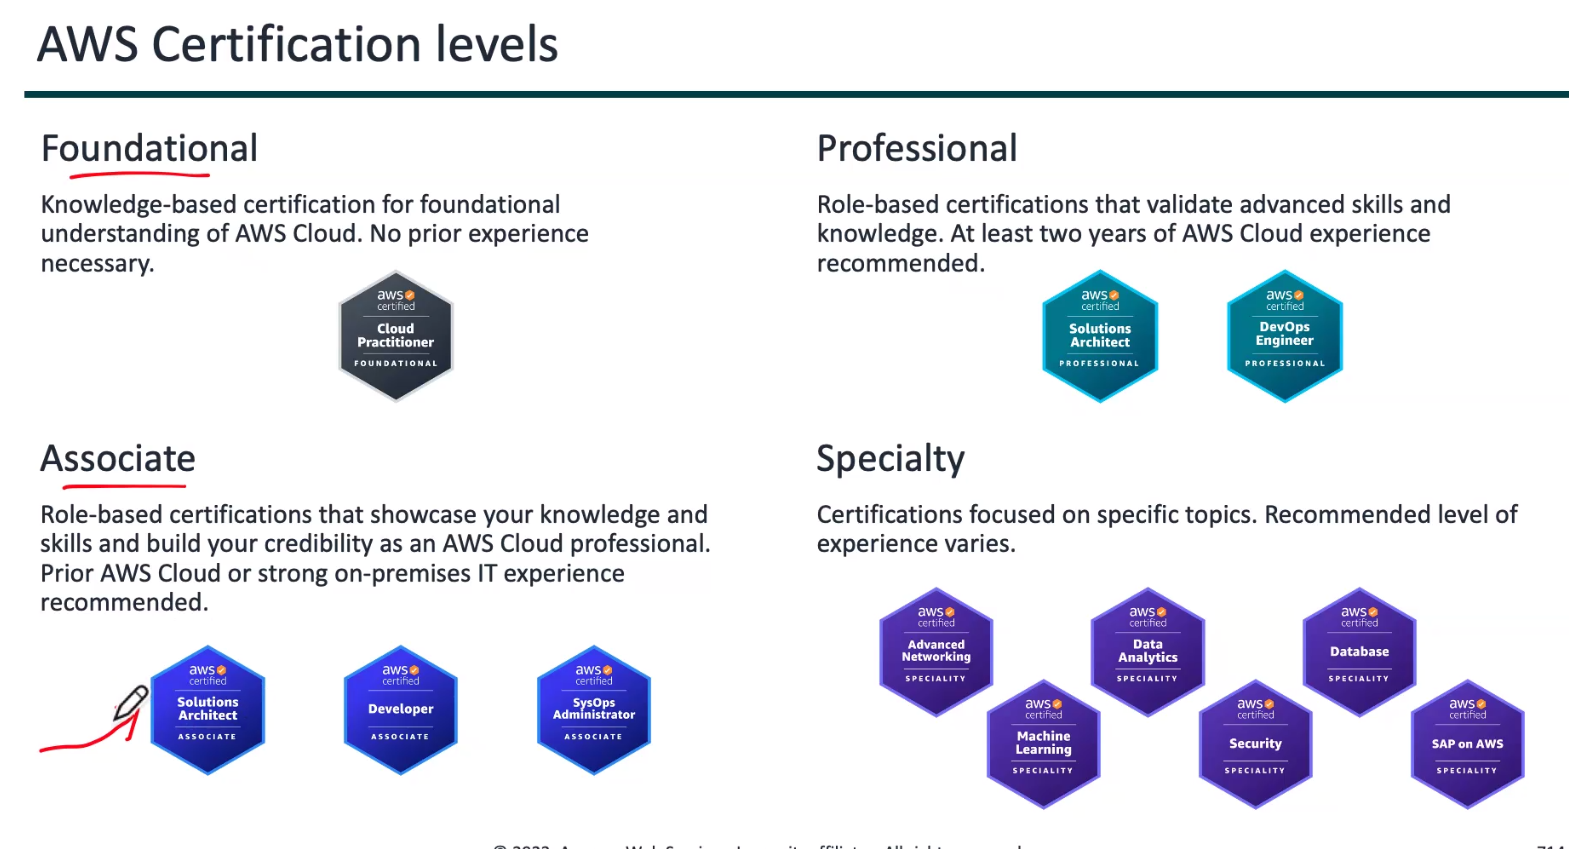 AWS Certification levels
Foundational
Knowledge-based certification for foundational
understanding of AWS Cloud. No prior experience
necessary.
aws
certified
Cloud
Practitioner
FOUNDATIONAL
Professional
Role-based certifications that validate advanced skills and
knowledge. At least two years of AWS Cloud experience
recommended.
aws
certified
Solutions
Architect
PROFESSIONAL
aws
certified
DevOps
Engineer
PROFESSIONAL
Associate
Role-based certifications that showcase your knowledge and
skills and build your credibility as an AWS Cloud professional.
Prior AWS Cloud or strong on-premises IT experience
recommended.
aws
certified
Solutions
Architect
ASSOCIATE
aws
certified
Developer
ASSOCIATE
aws
certified
SysOps
Administrator
ASSOCIATE
Specialty
Certifications focused on specific topics. Recommended level of
experience varies.
aws
certified
Advanced
Networking
SPECIALITY
aws
certified
Data
Analytics
SPECIALITY
aws
certified
Database
SPECIALITY
aws
certified
Machine
Learning
SPECIALITY
aws
certified
Security
SPECIALITY
aws
certified
SAP on AWS
SPECIALITY